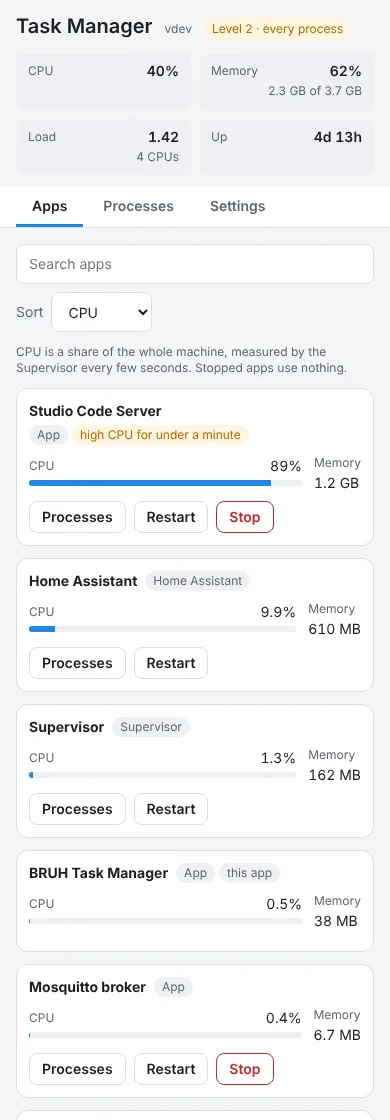 Task Manager vdev Level 2 · every process
CPU 40%
Memory 62%
2.3 GB of 3.7 GB
Load 1.42
4 CPUs
Up 4d 13h
Apps Processes Settings
Search apps
Sort CPU
CPU is a share of the whole machine, measured by the
Supervisor every few seconds. Stopped apps use nothing.
Studio Code Server
App high CPU for under a minute
CPU 89% Memory
1.2 GB
Processes Restart Stop
Home Assistant Home Assistant
CPU 9.9% Memory
610 MB
Processes Restart
Supervisor Supervisor
CPU 1.3% Memory
162 MB
Processes Restart
BRUH Task Manager App this app
CPU 0.5% Memory
38 MB
Mosquitto broker App
CPU 0.4% Memory
6.7 MB
Processes Restart Stop